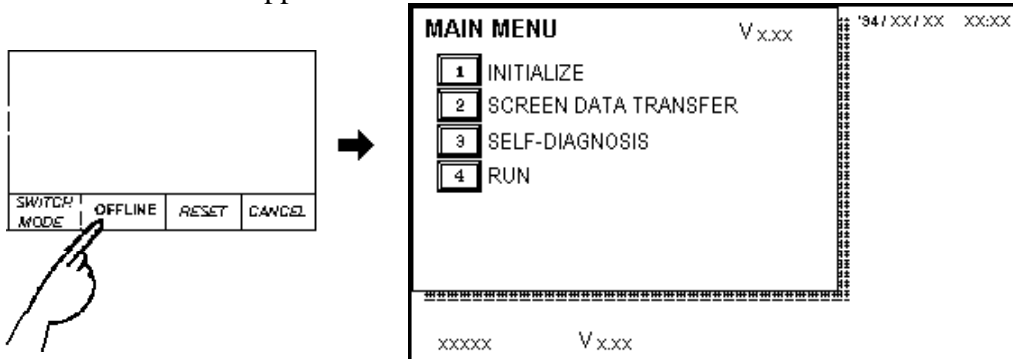 MAIN MENU V x.xx '94/XX/XX XX:XX
1 INITIALIZE
2 SCREEN DATA TRANSFER
3 SELF-DIAGNOSIS
4 RUN
SWITCH MODE OFFLINE RESET CANCEL
xxxxx V x.xx